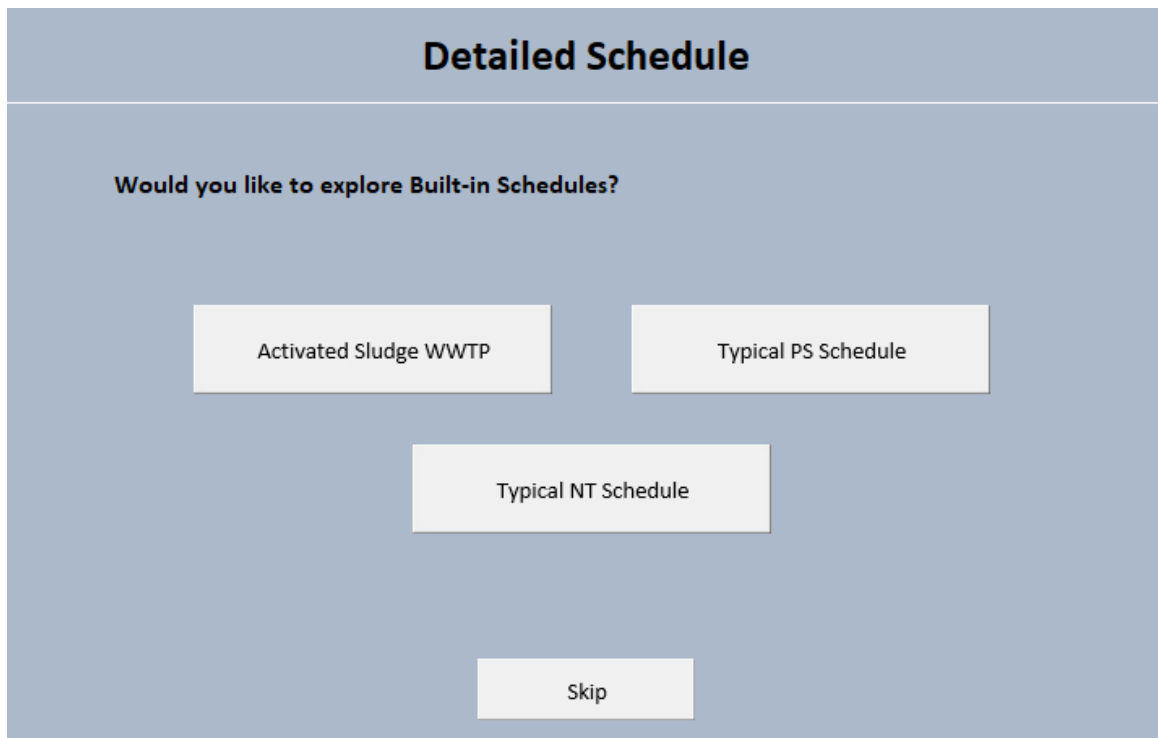 Detailed Schedule
Would you like to explore Built-in Schedules?
Activated Sludge WWTP
Typical PS Schedule
Typical NT Schedule
Skip